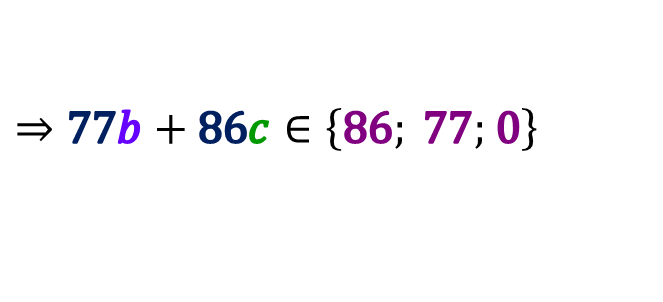 ⇒ 77b + 86c ∈ {86; 77; 0}